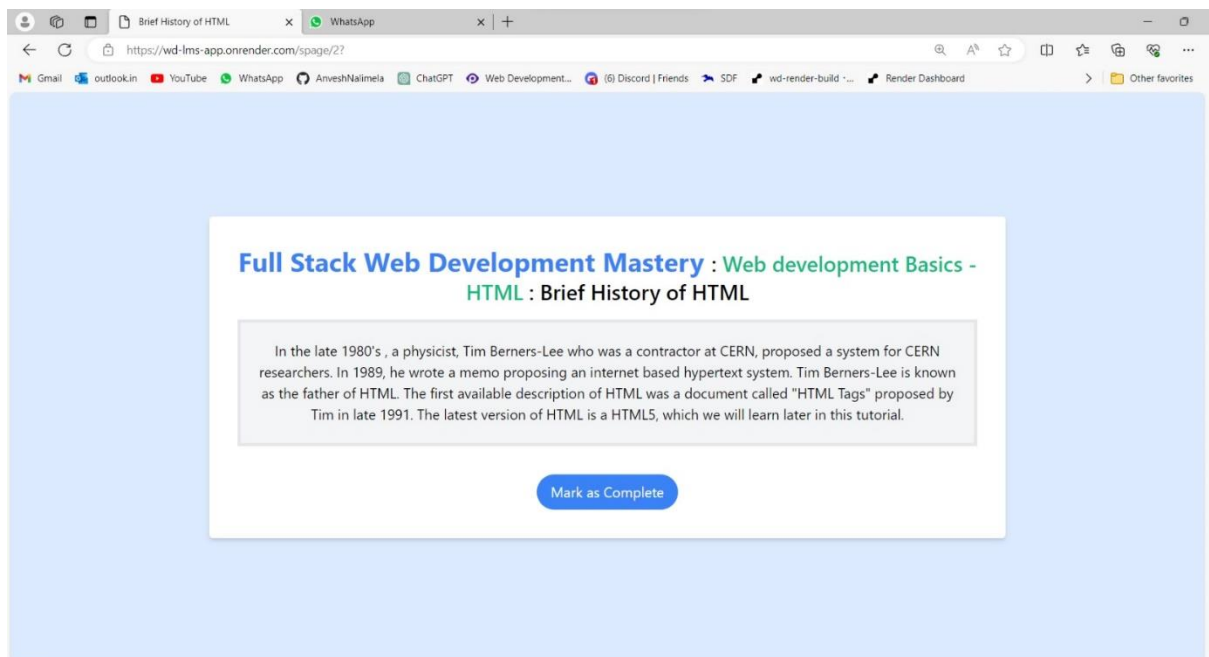 Brief History of HTML
WhatsApp
https://wd-lms-app.onrender.com/spage/2?
Gmail outlook.in YouTube WhatsApp AnveshNalimela ChatGPT Web Development... (6) Discord | Friends SDF wd-render-build ·... Render Dashboard Other favorites
Full Stack Web Development Mastery : Web development Basics -
HTML : Brief History of HTML
In the late 1980's , a physicist, Tim Berners-Lee who was a contractor at CERN, proposed a system for CERN
researchers. In 1989, he wrote a memo proposing an internet based hypertext system. Tim Berners-Lee is known
as the father of HTML. The first available description of HTML was a document called "HTML Tags" proposed by
Tim in late 1991. The latest version of HTML is a HTML5, which we will learn later in this tutorial.
Mark as Complete